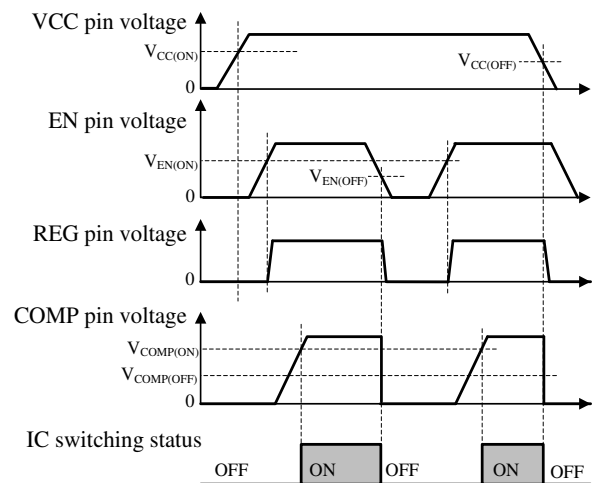 VCC pin voltage
VCC(ON)
VCC(OFF)
0
EN pin voltage
VEN(ON)
VEN(OFF)
0
REG pin voltage
0
COMP pin voltage
VCOMP(ON)
VCOMP(OFF)
0
IC switching status
OFF ON OFF ON OFF